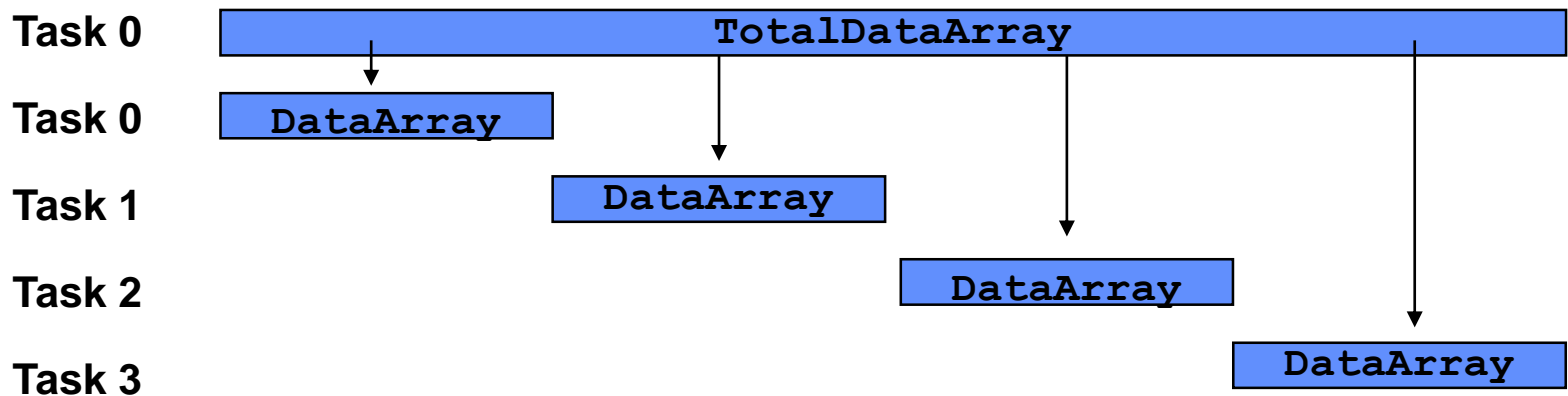 Task 0 TotalDataArray
Task 0 DataArray
Task 1 DataArray
Task 2 DataArray
Task 3 DataArray